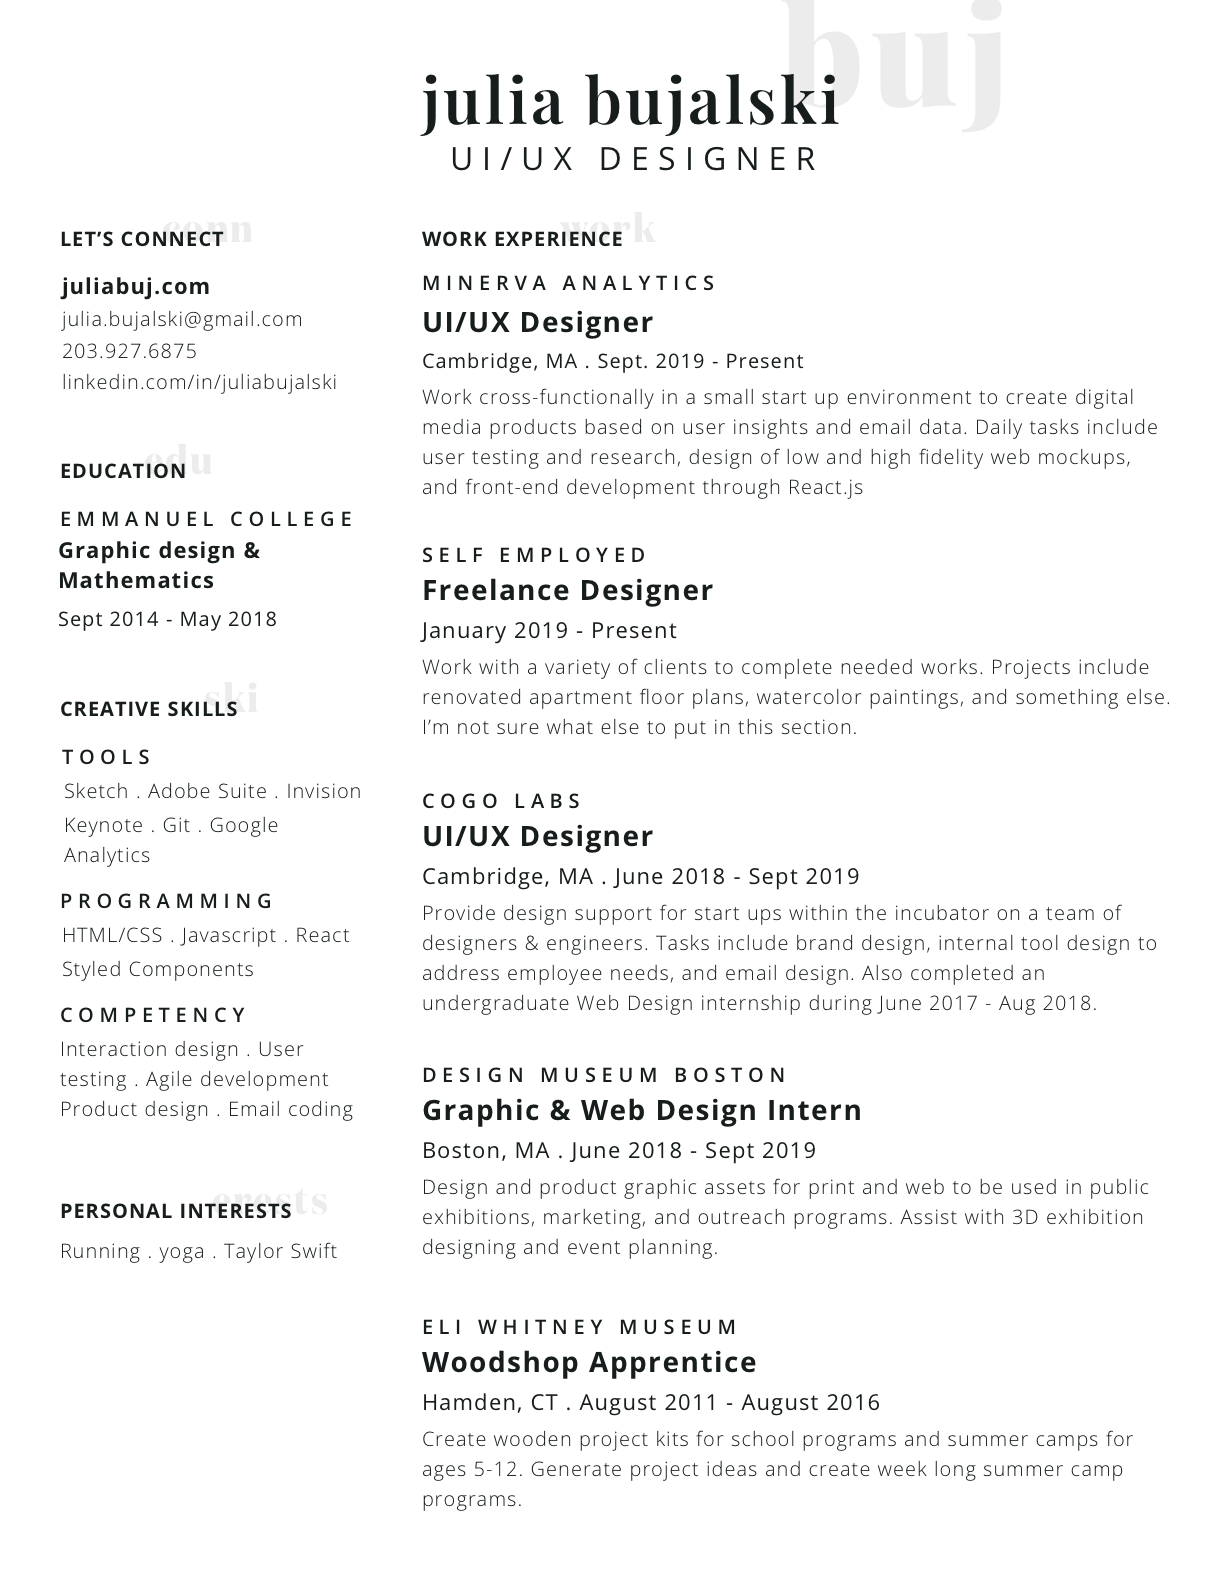 buj
julia bujalski
UI/UX DESIGNER
conn
LET’S CONNECT
juliabuj.com
julia.bujalski@gmail.com
203.927.6875
linkedin.com/in/juliabujalski
edu
EDUCATION
EMMANUEL COLLEGE
Graphic design &
Mathematics
Sept 2014 - May 2018
ski
CREATIVE SKILLS
TOOLS
Sketch . Adobe Suite . Invision
Keynote . Git . Google
Analytics
PROGRAMMING
HTML/CSS . Javascript . React
Styled Components
COMPETENCY
Interaction design . User
testing . Agile development
Product design . Email coding
erests
PERSONAL INTERESTS
Running . yoga . Taylor Swift
work
WORK EXPERIENCE
MINERVA ANALYTICS
UI/UX Designer
Cambridge, MA . Sept. 2019 - Present
Work cross-functionally in a small start up environment to create digital
media products based on user insights and email data. Daily tasks include
user testing and research, design of low and high fidelity web mockups,
and front-end development through React.js
SELF EMPLOYED
Freelance Designer
January 2019 - Present
Work with a variety of clients to complete needed works. Projects include
renovated apartment floor plans, watercolor paintings, and something else.
I’m not sure what else to put in this section.
COGO LABS
UI/UX Designer
Cambridge, MA . June 2018 - Sept 2019
Provide design support for start ups within the incubator on a team of
designers & engineers. Tasks include brand design, internal tool design to
address employee needs, and email design. Also completed an
undergraduate Web Design internship during June 2017 - Aug 2018.
DESIGN MUSEUM BOSTON
Graphic & Web Design Intern
Boston, MA . June 2018 - Sept 2019
Design and product graphic assets for print and web to be used in public
exhibitions, marketing, and outreach programs. Assist with 3D exhibition
designing and event planning.
ELI WHITNEY MUSEUM
Woodshop Apprentice
Hamden, CT . August 2011 - August 2016
Create wooden project kits for school programs and summer camps for
ages 5-12. Generate project ideas and create week long summer camp
programs.